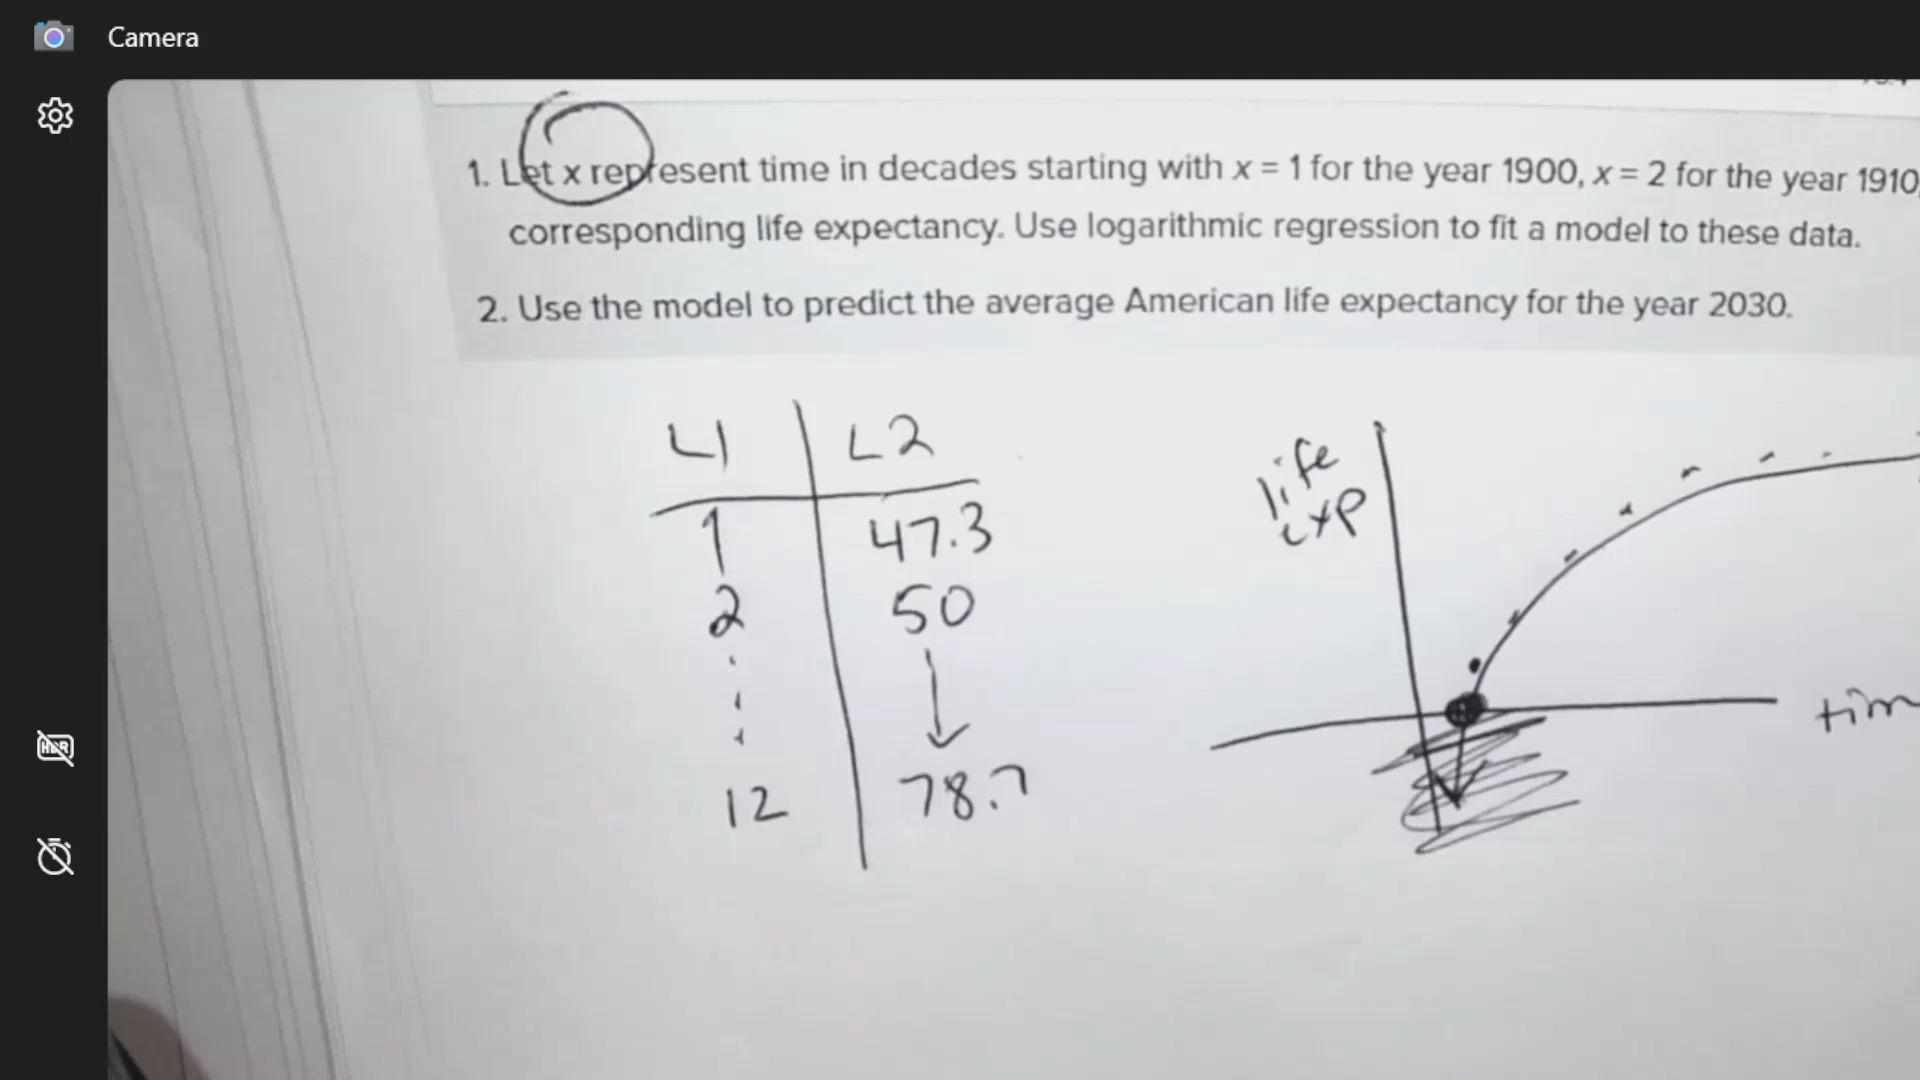 Camera
1. Let x represent time in decades starting with x = 1 for the year 1900, x = 2 for the year 1910,
corresponding life expectancy. Use logarithmic regression to fit a model to these data.
2. Use the model to predict the average American life expectancy for the year 2030.
L1 L2
1 47.3
2 50
12 78.7
life
exp
tim